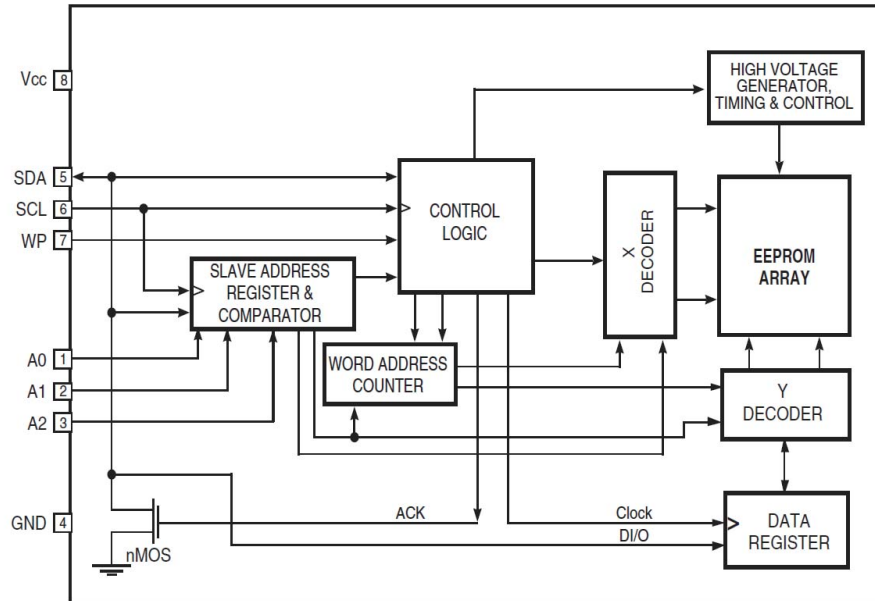 Vcc 8
HIGH VOLTAGE
GENERATOR,
TIMING & CONTROL
SDA 5
SCL 6
WP 7
CONTROL
LOGIC
X
DECODER
EEPROM
ARRAY
SLAVE ADDRESS
REGISTER &
COMPARATOR
A0 1
A1 2
A2 3
WORD ADDRESS
COUNTER
Y
DECODER
GND 4
nMOS
ACK
Clock
DI/O
DATA
REGISTER